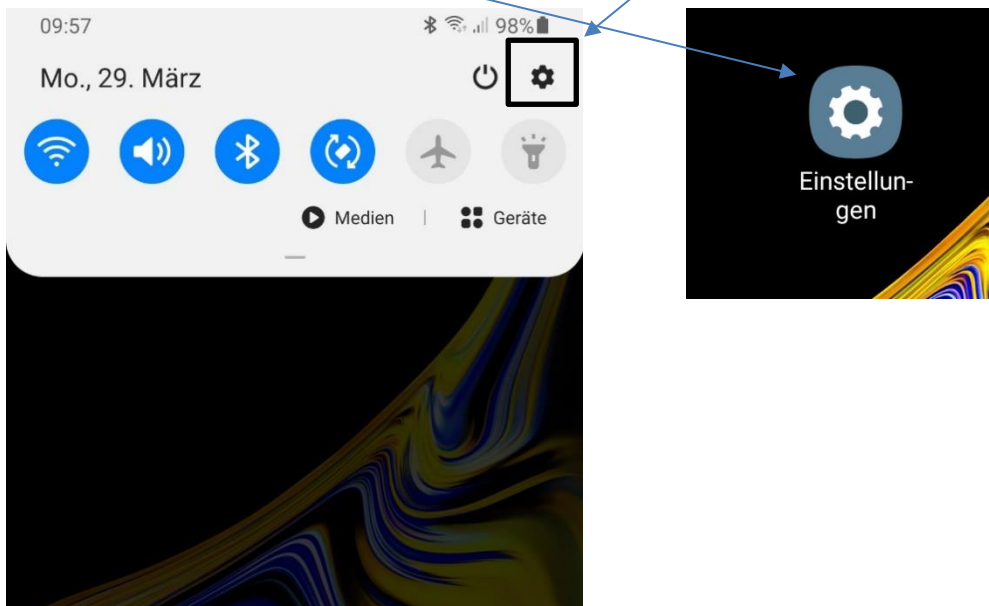 09:57
98%
Mo., 29. März
Medien | Geräte
Einstellun-
gen